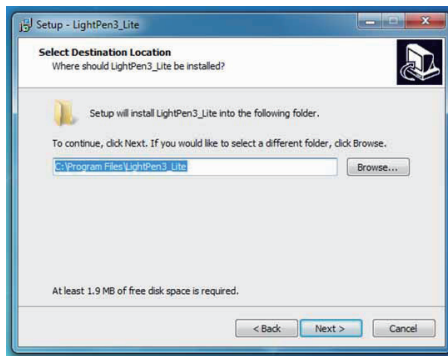 Setup - LightPen3_Lite
Select Destination Location
Where should LightPen3_Lite be installed?
Setup will install LightPen3_Lite into the following folder.
To continue, click Next. If you would like to select a different folder, click Browse.
C:\Program Files\LightPen3_Lite
Browse...
At least 1.9 MB of free disk space is required.
< Back
Next >
Cancel